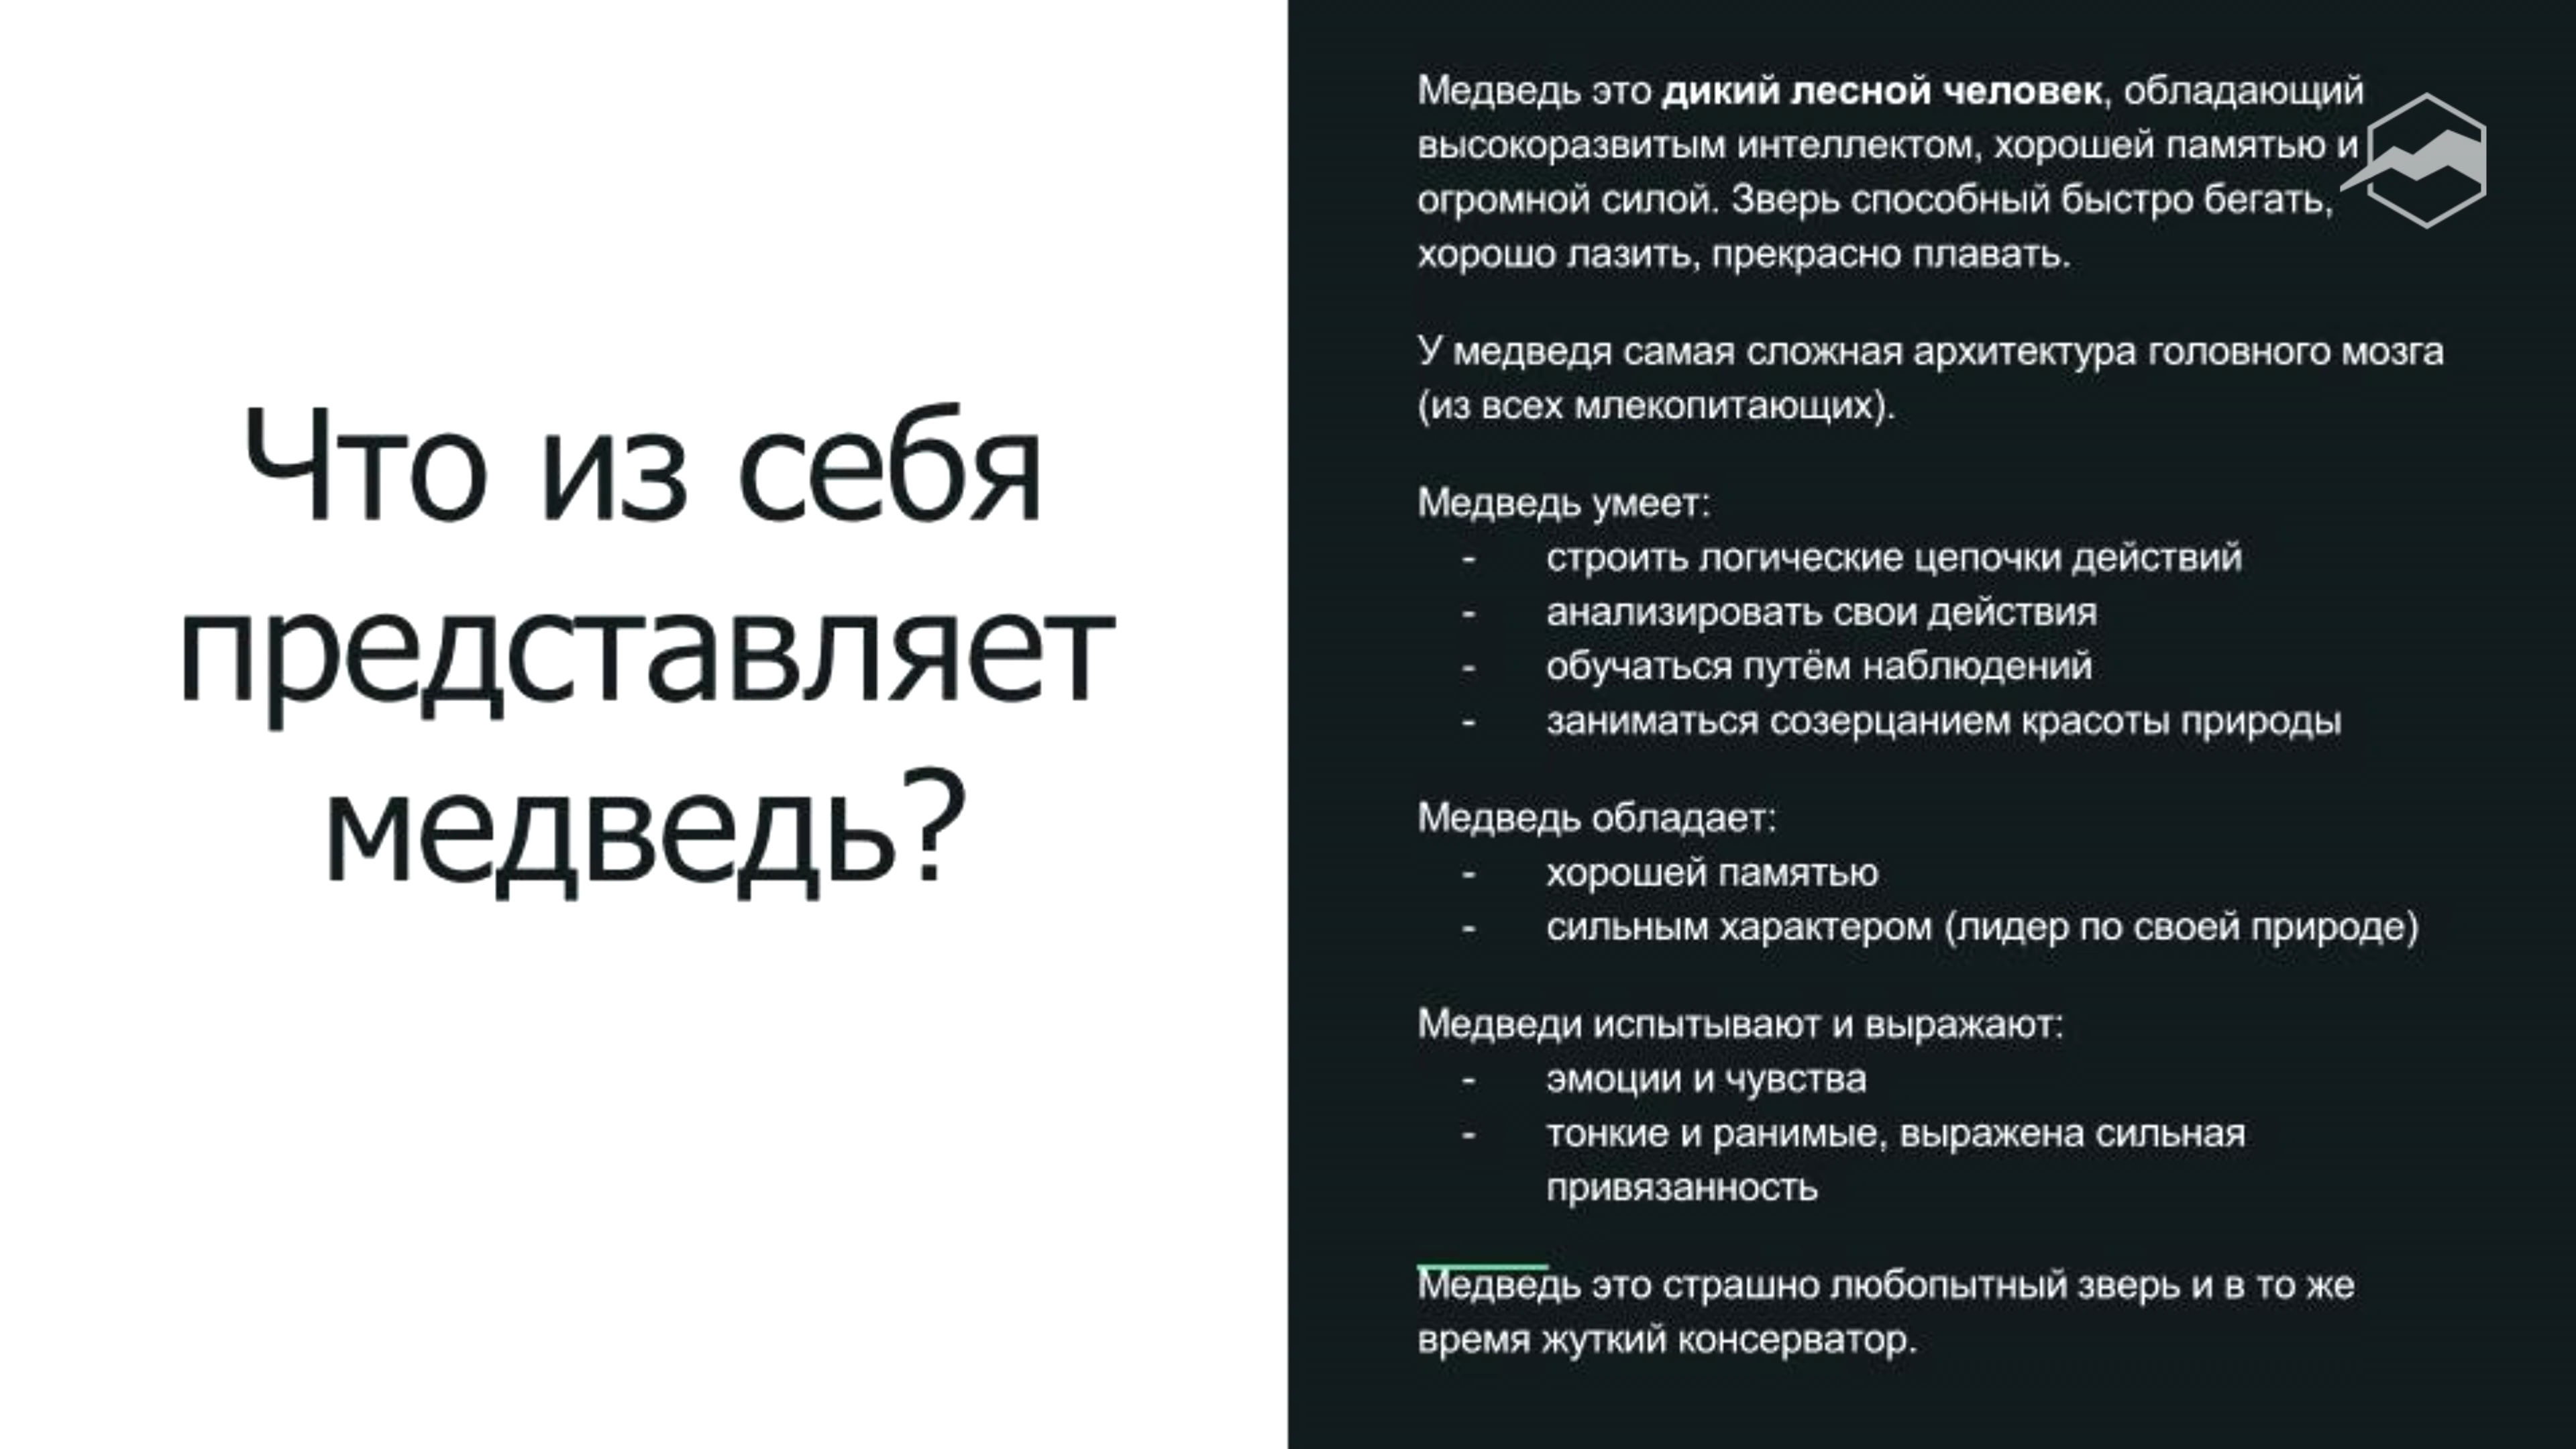 Что из себя
представляет
медведь?
Медведь это дикий лесной человек, обладающий
высокоразвитым интеллектом, хорошей памятью и
огромной силой. Зверь способный быстро бегать,
хорошо лазить, прекрасно плавать.
У медведя самая сложная архитектура головного мозга
(из всех млекопитающих).
Медведь умеет:
- строить логические цепочки действий
- анализировать свои действия
- обучаться путём наблюдений
- заниматься созерцанием красоты природы
Медведь обладает:
- хорошей памятью
- сильным характером (лидер по своей природе)
Медведи испытывают и выражают:
- эмоции и чувства
- тонкие и ранимые, выражена сильная
привязанность
Медведь это страшно любопытный зверь и в то же
время жуткий консерватор.